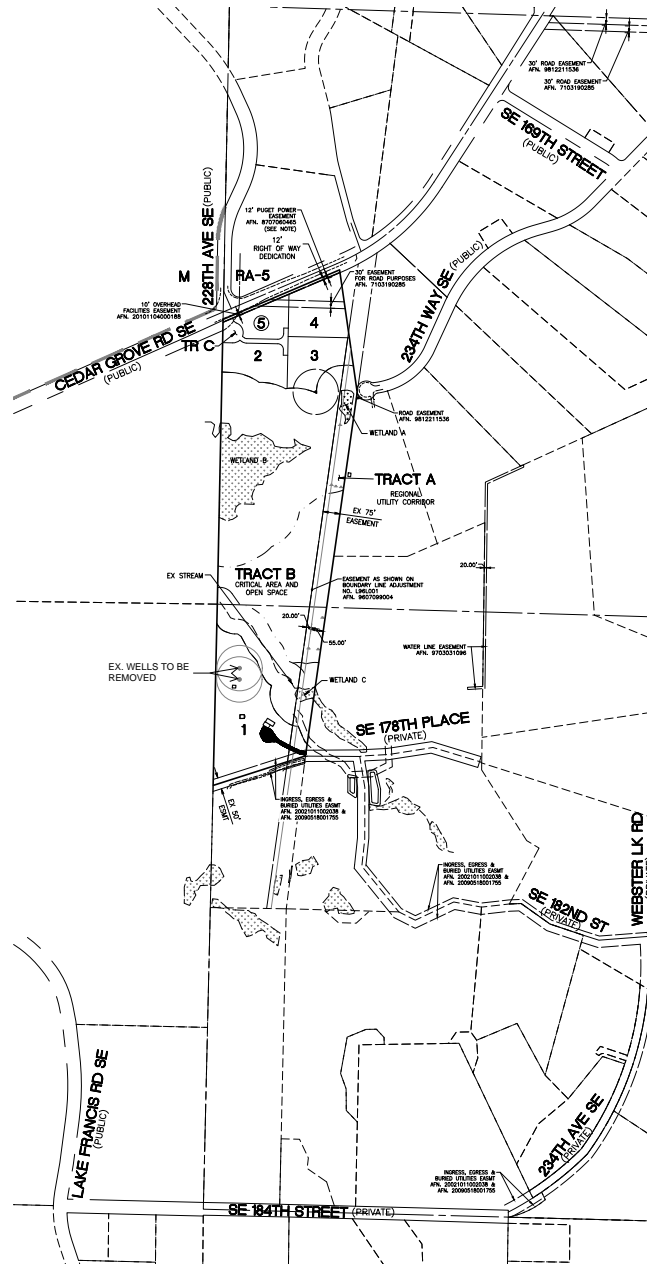 30' ROAD EASEMENT
AFN. 9812211536
30' ROAD EASEMENT
AFN. 7103190285
SE 169TH STREET
(PUBLIC)
228TH AVE SE (PUBLIC)
12' PUGET POWER
EASEMENT
AFN. 8707060465
(SEE NOTE)
12'
RIGHT OF WAY
DEDICATION
234TH WAY SE (PUBLIC)
M
RA-5
30' EASEMENT
FOR ROAD PURPOSES
AFN. 7103190285
10' OVERHEAD
FACILITIES EASEMENT
AFN. 20101104000188
5
4
TR C
2
3
CEDAR GROVE RD SE
(PUBLIC)
ROAD EASEMENT
AFN. 9812211536
WETLAND A
WETLAND B
TRACT A
REGIONAL
UTILITY CORRIDOR
EX 75'
EASEMENT
EX STREAM
TRACT B
CRITICAL AREA AND
OPEN SPACE
EASEMENT AS SHOWN ON
BOUNDARY LINE ADJUSTMENT
NO. L96L001
AFN. 9607099004
20.00'
20.00'
55.00'
WATER LINE EASEMENT
AFN. 9703031096
EX. WELLS TO BE
REMOVED
WETLAND C
1
SE 178TH PLACE
(PRIVATE)
EX 50'
ESMT
INGRESS, EGRESS &
BURIED UTILITIES EASMT
AFN. 20021011002038 &
AFN. 20090518001755
WEBSTER LK RD
INGRESS, EGRESS &
BURIED UTILITIES EASMT
AFN. 20021011002038 &
AFN. 20090518001755
SE 182ND ST
(PRIVATE)
LAKE FRANCIS RD SE
(PUBLIC)
234TH AVE SE
(PRIVATE)
INGRESS, EGRESS &
BURIED UTILITIES EASMT
AFN. 20021011002038 &
AFN. 20090518001755
SE 184TH STREET (PRIVATE)